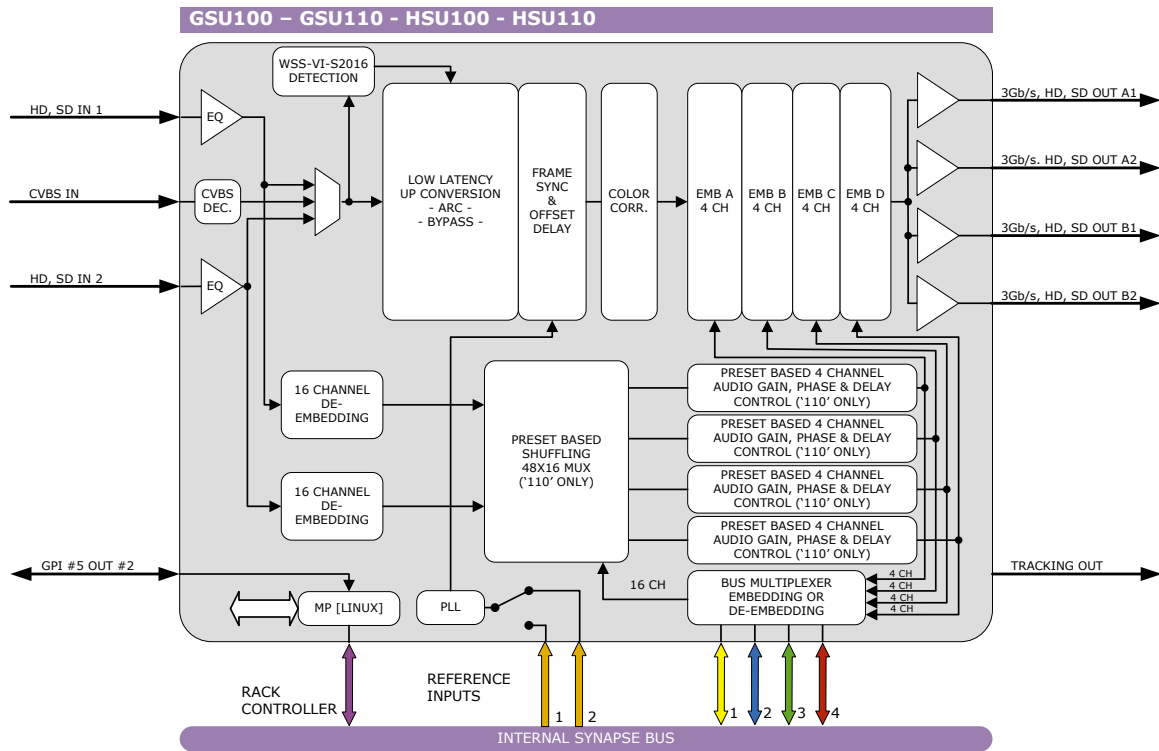 GSU100 – GSU110 - HSU100 - HSU110
WSS-VI-S2016
DETECTION
HD, SD IN 1
EQ
CVBS IN
CVBS
DEC.
HD, SD IN 2
EQ
LOW LATENCY
UP CONVERSION
- ARC -
- BYPASS -
FRAME
SYNC
&
OFFSET
DELAY
COLOR
CORR.
EMB A
4 CH
EMB B
4 CH
EMB C
4 CH
EMB D
4 CH
3Gb/s, HD, SD OUT A1
3Gb/s. HD, SD OUT A2
3Gb/s, HD, SD OUT B1
3Gb/s, HD, SD OUT B2
16 CHANNEL
DE-
EMBEDDING
16 CHANNEL
DE-
EMBEDDING
PRESET BASED
SHUFFLING
48X16 MUX
(‘110’ ONLY)
PRESET BASED 4 CHANNEL
AUDIO GAIN, PHASE & DELAY
CONTROL (‘110’ ONLY)
PRESET BASED 4 CHANNEL
AUDIO GAIN, PHASE & DELAY
CONTROL (‘110’ ONLY)
PRESET BASED 4 CHANNEL
AUDIO GAIN, PHASE & DELAY
CONTROL (‘110’ ONLY)
PRESET BASED 4 CHANNEL
AUDIO GAIN, PHASE & DELAY
CONTROL (‘110’ ONLY)
GPI #5 OUT #2
MP [LINUX]
PLL
16 CH
BUS MULTIPLEXER
EMBEDDING OR
DE-EMBEDDING
4 CH
4 CH
4 CH
4 CH
TRACKING OUT
RACK
CONTROLLER
REFERENCE
INPUTS
1
2
1
2
3
4
INTERNAL SYNAPSE BUS